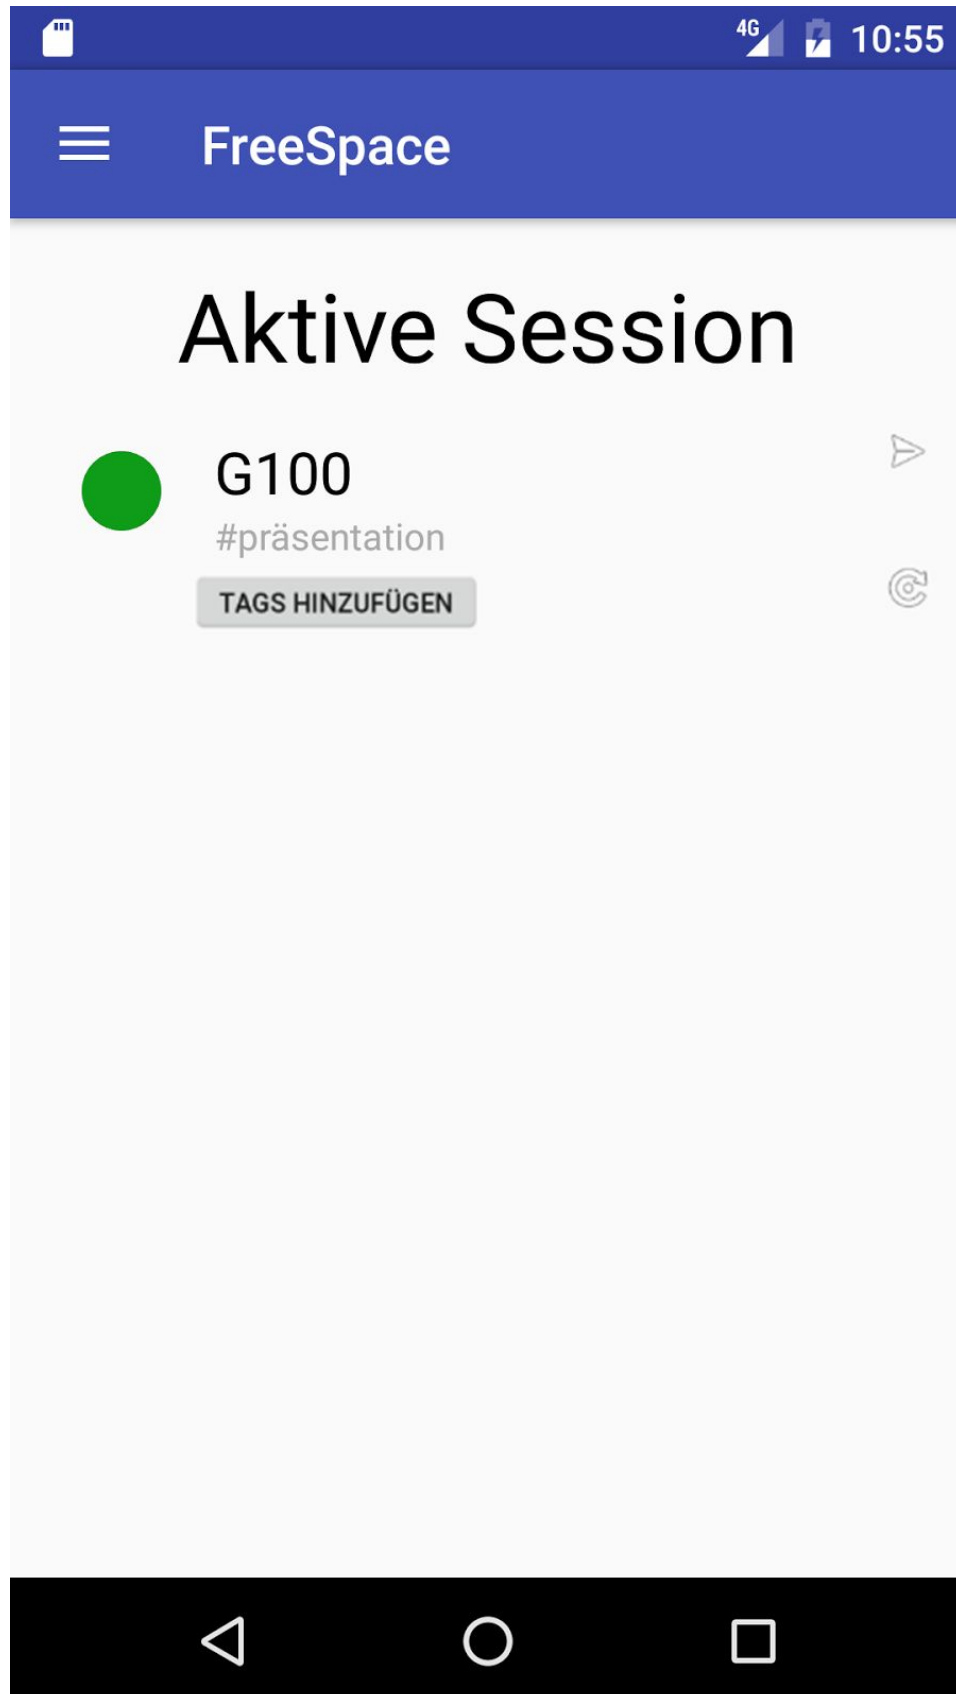 4G 10:55
FreeSpace
Aktive Session
G100
#präsentation
TAGS HINZUFÜGEN